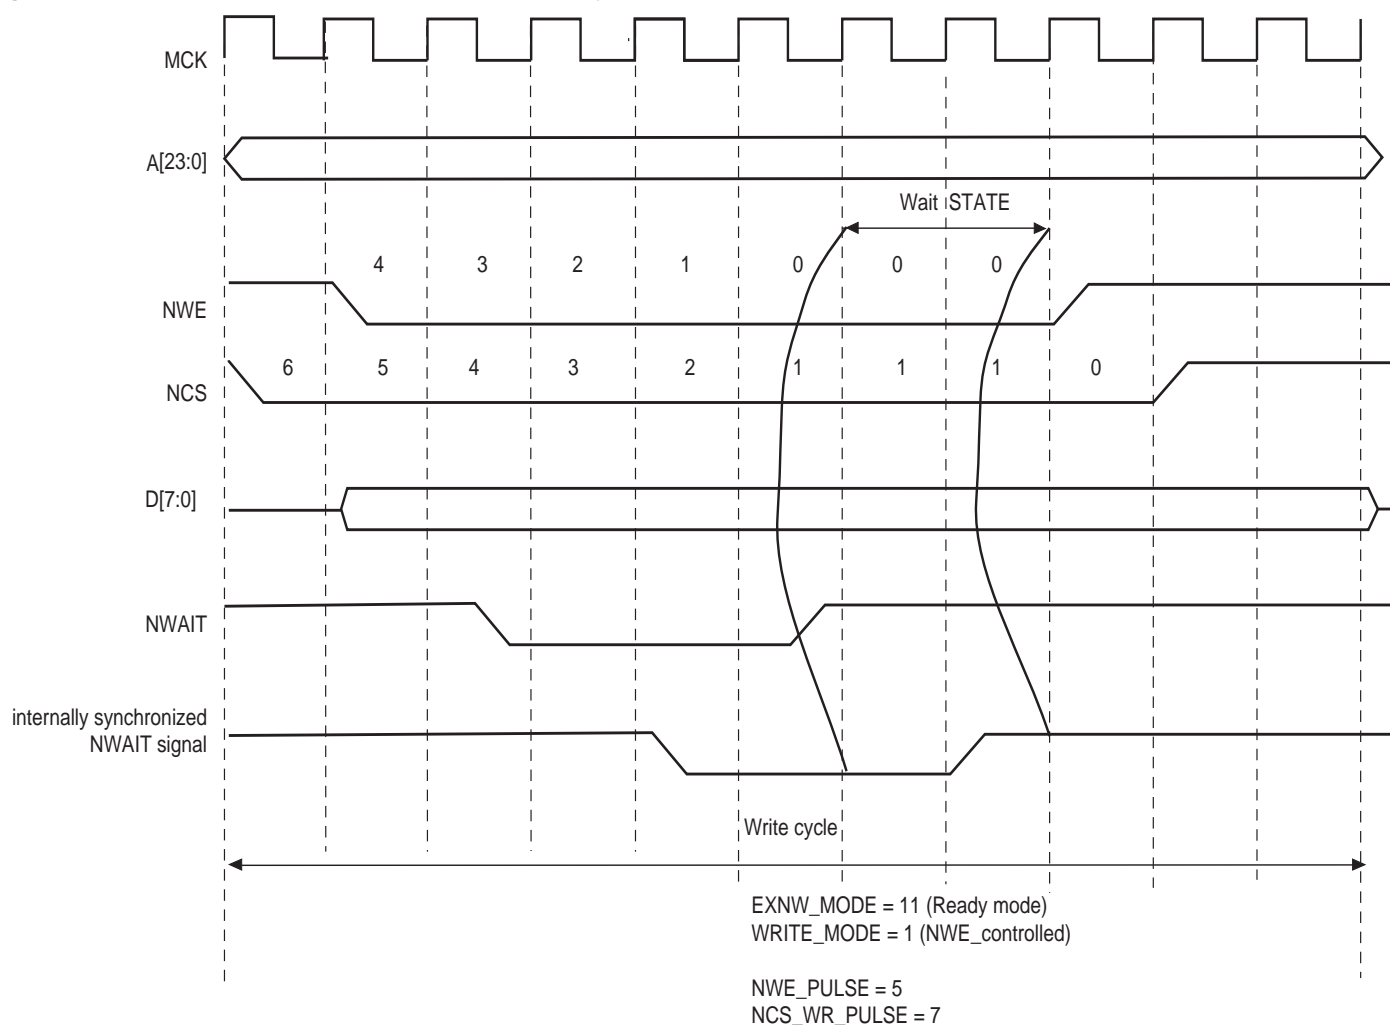 MCK
A[23:0]
Wait STATE
4 3 2 1 0 0 0
NWE
6 5 4 3 2 1 1 1 0
NCS
D[7:0]
NWAIT
internally synchronized
NWAIT signal
Write cycle
EXNW_MODE = 11 (Ready mode)
WRITE_MODE = 1 (NWE_controlled)
NWE_PULSE = 5
NCS_WR_PULSE = 7